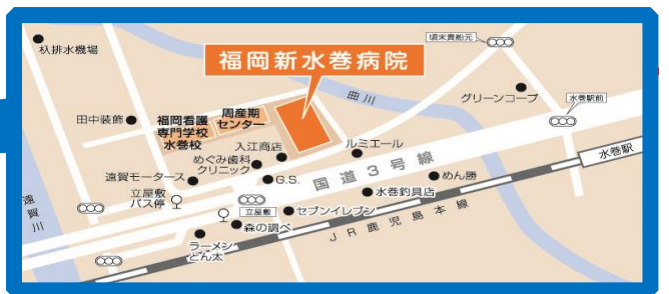 杁排水機場
福岡新水巻病院
頃末貴船元
曲川
グリーンコープ
水巻駅前
田中装飾
福岡看護
専門学校
水巻校
周産期
センター
入江商店
ルミエール
めぐみ歯科
クリニック
水巻駅
遠賀モータース
G.S.
国道3号線
めん勝
水巻釣具店
立屋敷
バス停
遠賀川
立屋敷
セブンイレブン
森の調べ
JR鹿児島本線
ラーメン
どん太